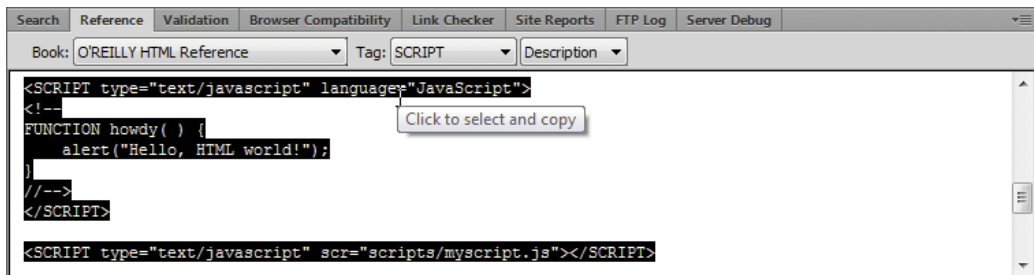 Search Reference Validation Browser Compatibility Link Checker Site Reports FTP Log Server Debug
Book: O'REILLY HTML Reference Tag: SCRIPT Description
<SCRIPT type="text/javascript" language="JavaScript">
<!--
Click to select and copy
FUNCTION howdy( ) {
alert("Hello, HTML world!");
}
//-->
</SCRIPT>
<SCRIPT type="text/javascript" scr="scripts/myscript.js"></SCRIPT>